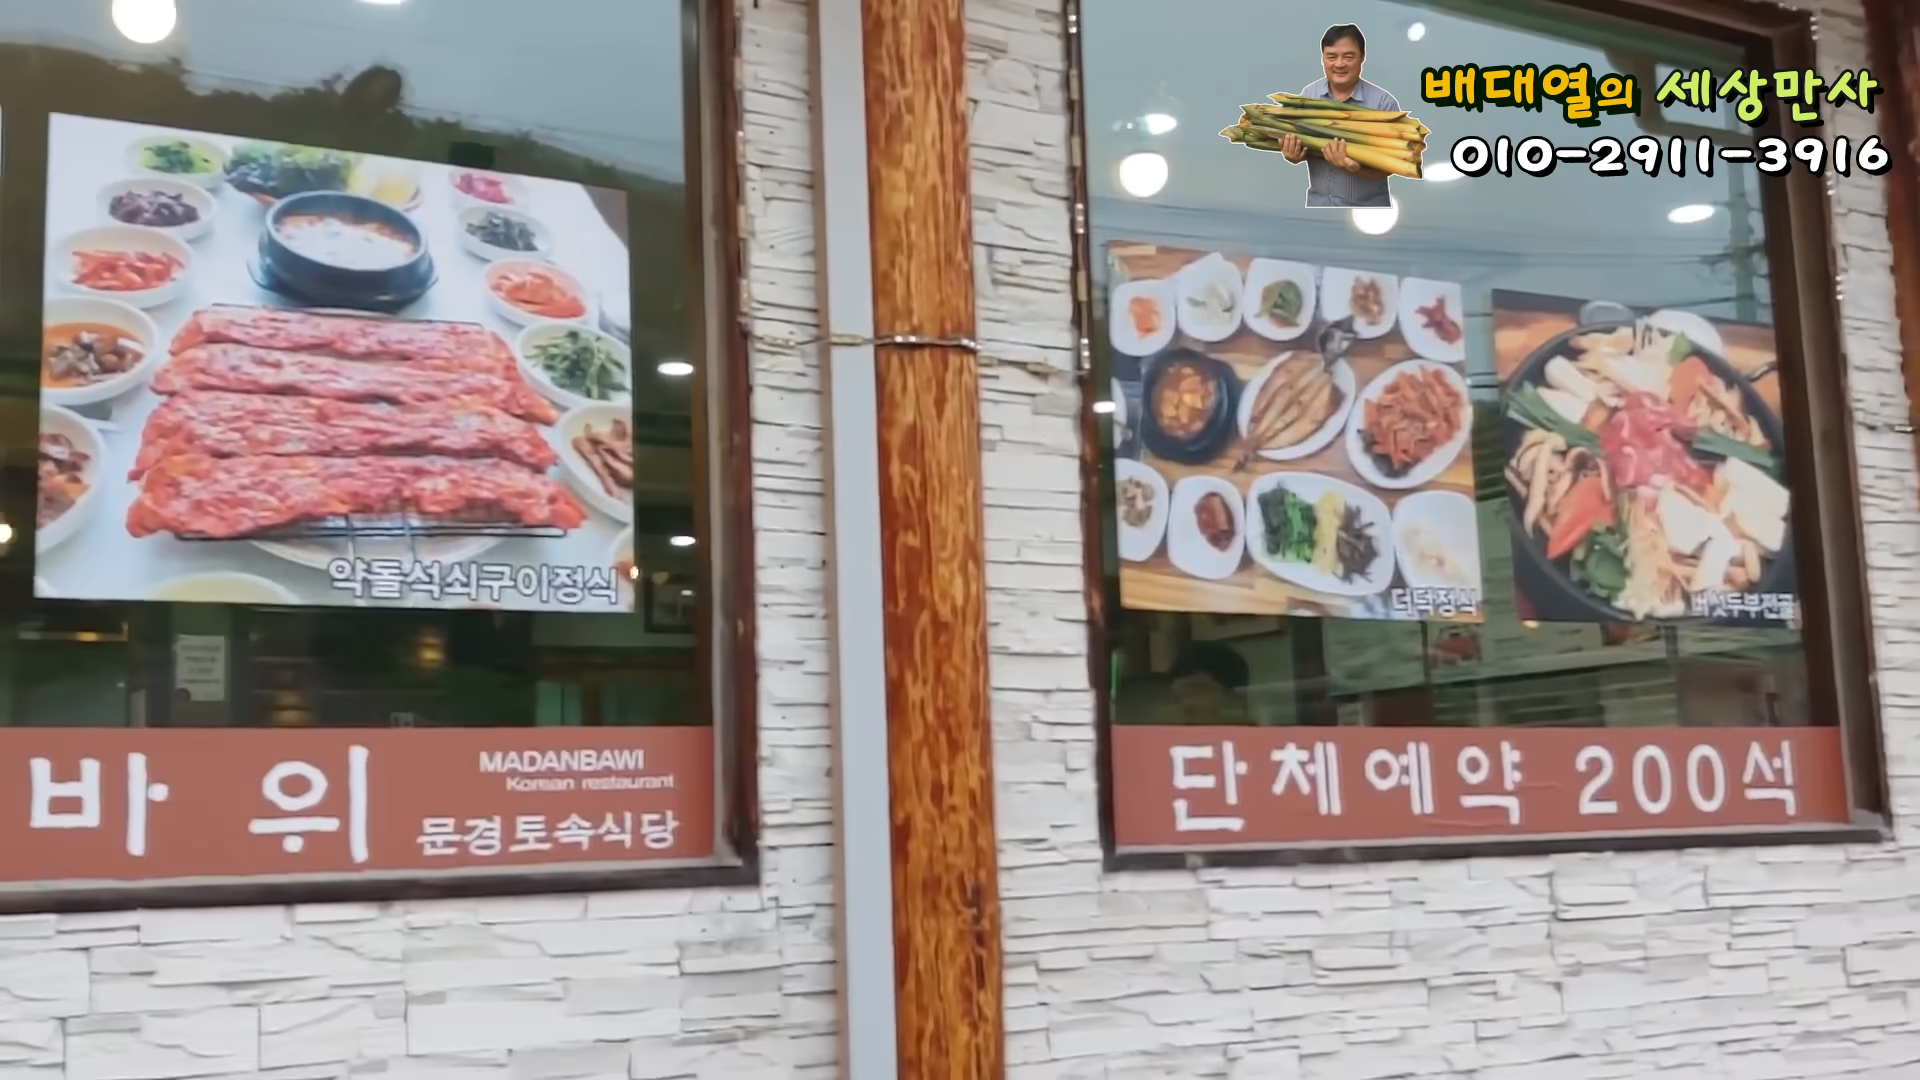 배대열의 세상만사
010-2911-3916
약돌석쇠구이정식
더덕정식
버섯두부전골
바위
MADANBAWI
Korean restaurant
문경토속식당
단체예약 200석